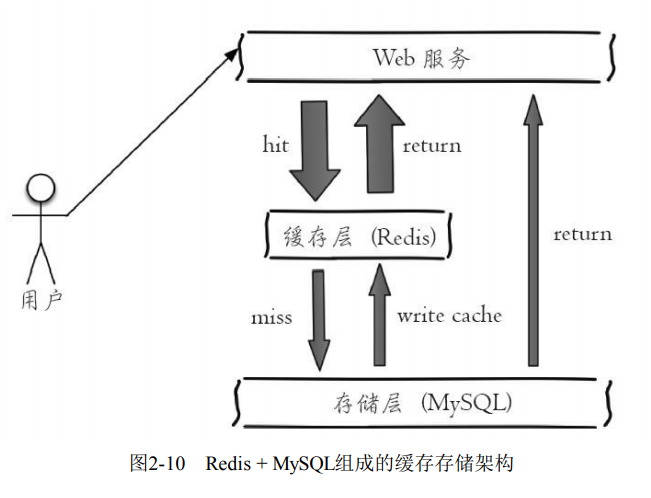 Web 服务
hit
return
缓存层 (Redis)
return
用户
miss
write cache
存储层 (MySQL)
图2-10 Redis + MySQL组成的缓存存储架构